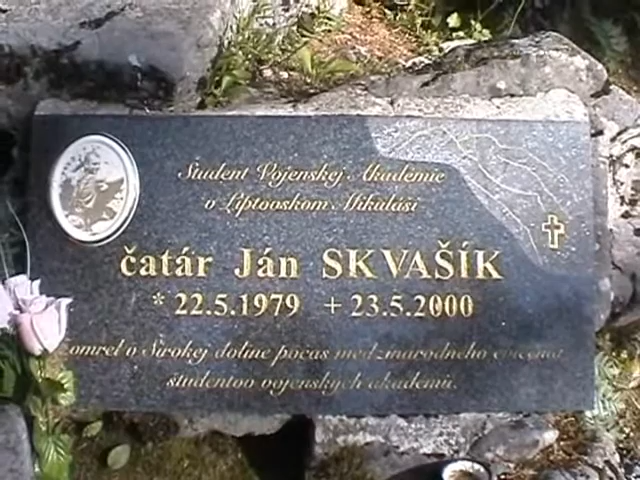 Študent Vojenskej Akadémie
v Liptovskom Mikuláši
čatár Ján SKVAŠÍK
* 22.5.1979 + 23.5.2000
zomrel v Širokej doline počas medzinárodného cvičenia
študentov vojenských akadémií.